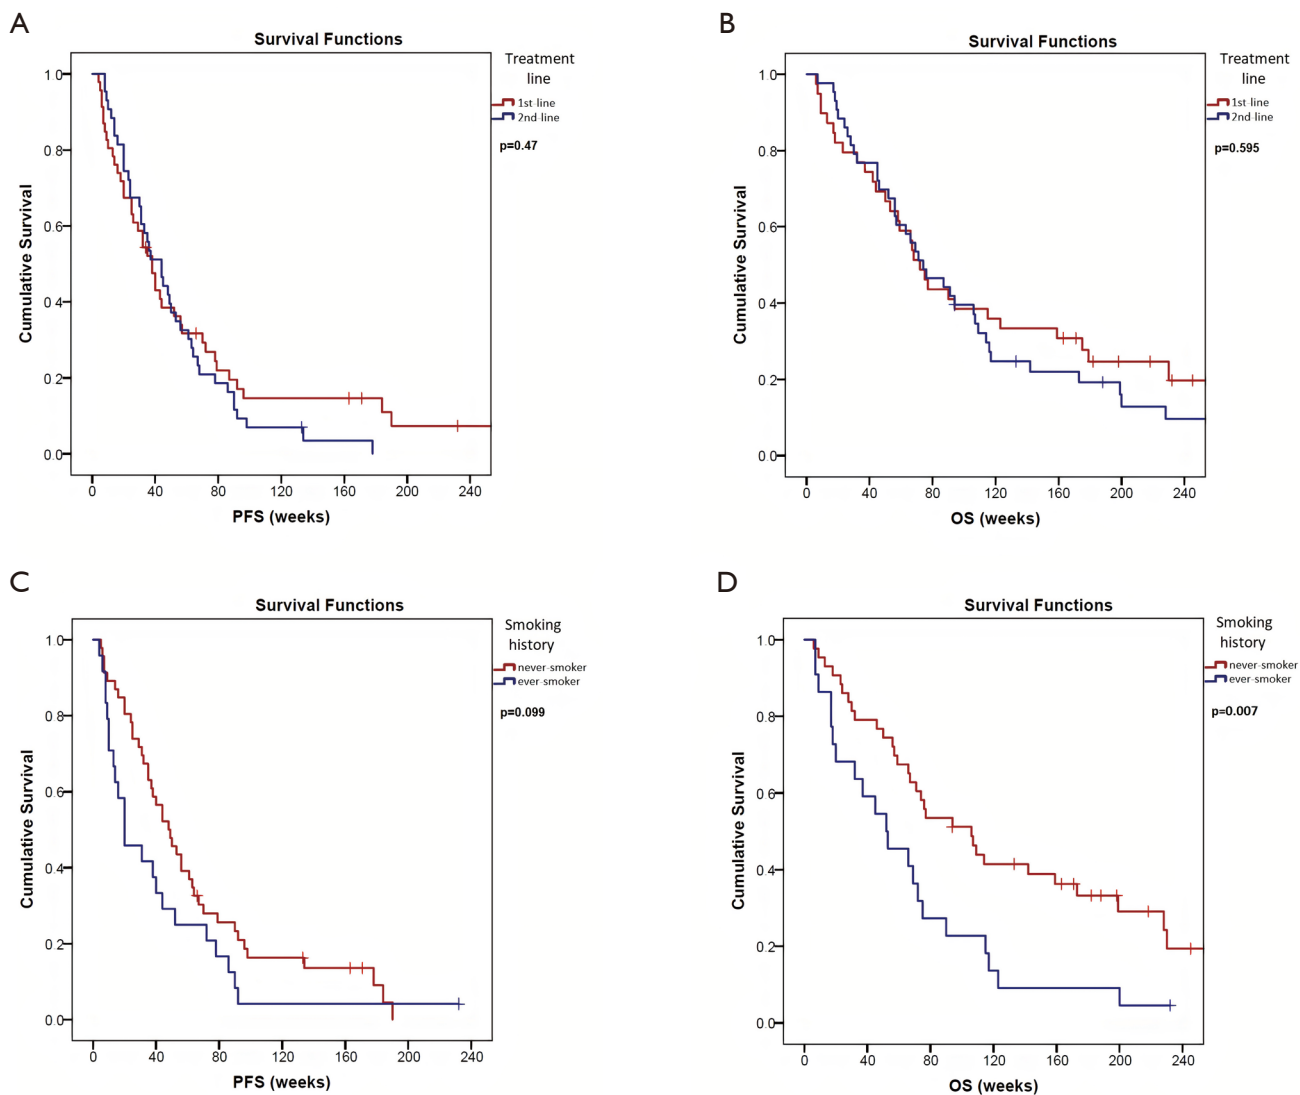 A
Survival Functions
Treatment
line
1st-line
2nd-line
p=0.47
1.0
0.8
0.6
0.4
0.2
0.0
Cumulative Survival
0 40 80 120 160 200 240
PFS (weeks)
B
Survival Functions
Treatment
line
1st-line
2nd-line
p=0.595
1.0
0.8
0.6
0.4
0.2
0.0
Cumulative Survival
0 40 80 120 160 200 240
OS (weeks)
C
Survival Functions
Smoking
history
never-smoker
ever-smoker
p=0.099
1.0
0.8
0.6
0.4
0.2
0.0
Cumulative Survival
0 40 80 120 160 200 240
PFS (weeks)
D
Survival Functions
Smoking
history
never-smoker
ever-smoker
p=0.007
1.0
0.8
0.6
0.4
0.2
0.0
Cumulative Survival
0 40 80 120 160 200 240
OS (weeks)